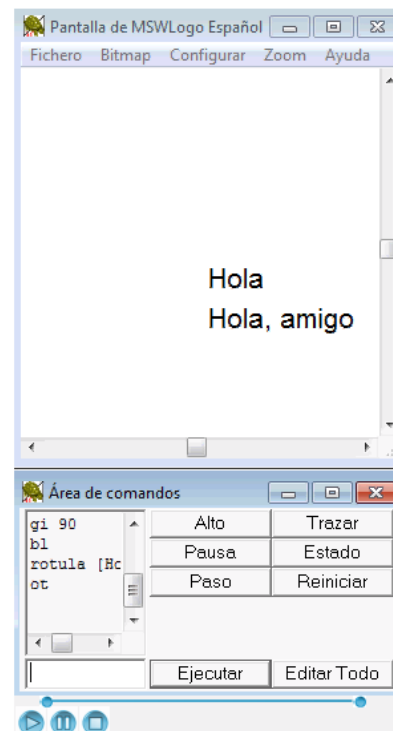 Pantalla de MSWLogo Español
Fichero Bitmap Configurar Zoom Ayuda
Hola
Hola, amigo
Área de comandos
gi 90
bl
rotula [Hc
ot
Alto Trazar
Pausa Estado
Paso Reiniciar
Ejecutar Editar Todo